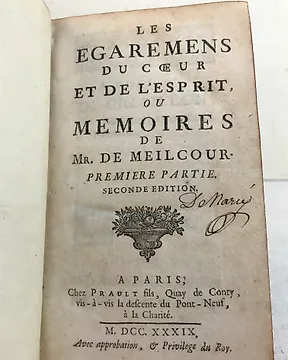 LES
EGAREMENS
DU CŒUR
ET DE L'ESPRIT,
OU
MEMOIRES
DE
MR. DE MEILCOUR.
PREMIERE PARTIE.
SECONDE EDITION.
A PARIS;
Chez PRAULT fils, Quay de Conty,
vis-à-vis la descente du Pont-Neuf,
à la Charité.
M. DCC. XXXIX.
Avec approbation, & Privilege du Roy.